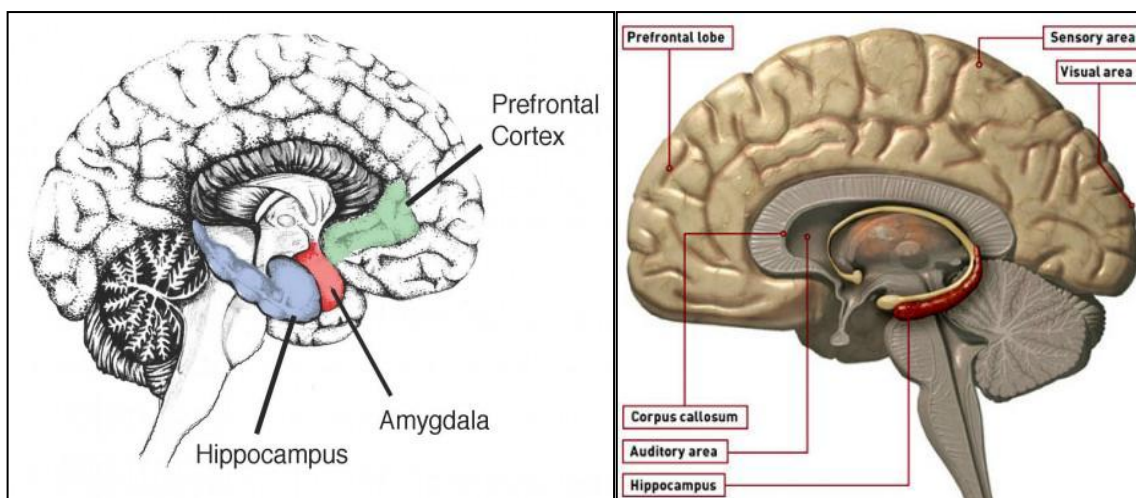 Prefrontal
Cortex
Amygdala
Hippocampus
Prefrontal lobe
Sensory area
Visual area
Corpus callosum
Auditory area
Hippocampus